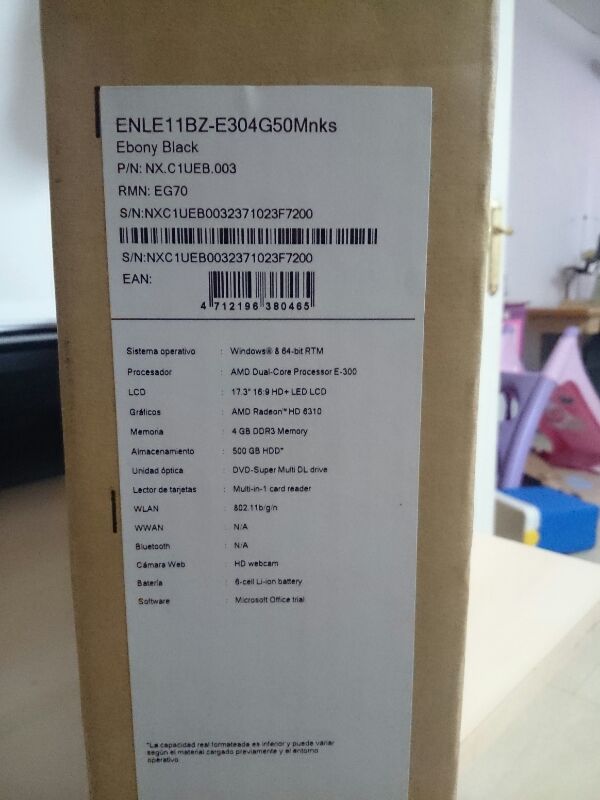 ENLE11BZ-E304G50Mnks
Ebony Black
P/N: NX.C1UEB.003
RMN: EG70
S/N:NXC1UEB0032371023F7200
S/N:NXC1UEB0032371023F7200
EAN:
4 712196 380465
Sistema operativo : Windows® 8 64-bit RTM
Procesador : AMD Dual-Core Processor E-300
LCD : 17.3" 16:9 HD+ LED LCD
Gráficos : AMD Radeon™ HD 6310
Memoria : 4 GB DDR3 Memory
Almacenamiento : 500 GB HDD*
Unidad óptica : DVD-Super Multi DL drive
Lector de tarjetas : Multi-in-1 card reader
WLAN : 802.11b/g/n
WWAN : N/A
Bluetooth : N/A
Cámara Web : HD webcam
Batería : 6-cell Li-ion battery
Software : Microsoft Office trial
*La capacidad real formateada es inferior y puede variar
según el material cargado previamente y el entorno
operativo